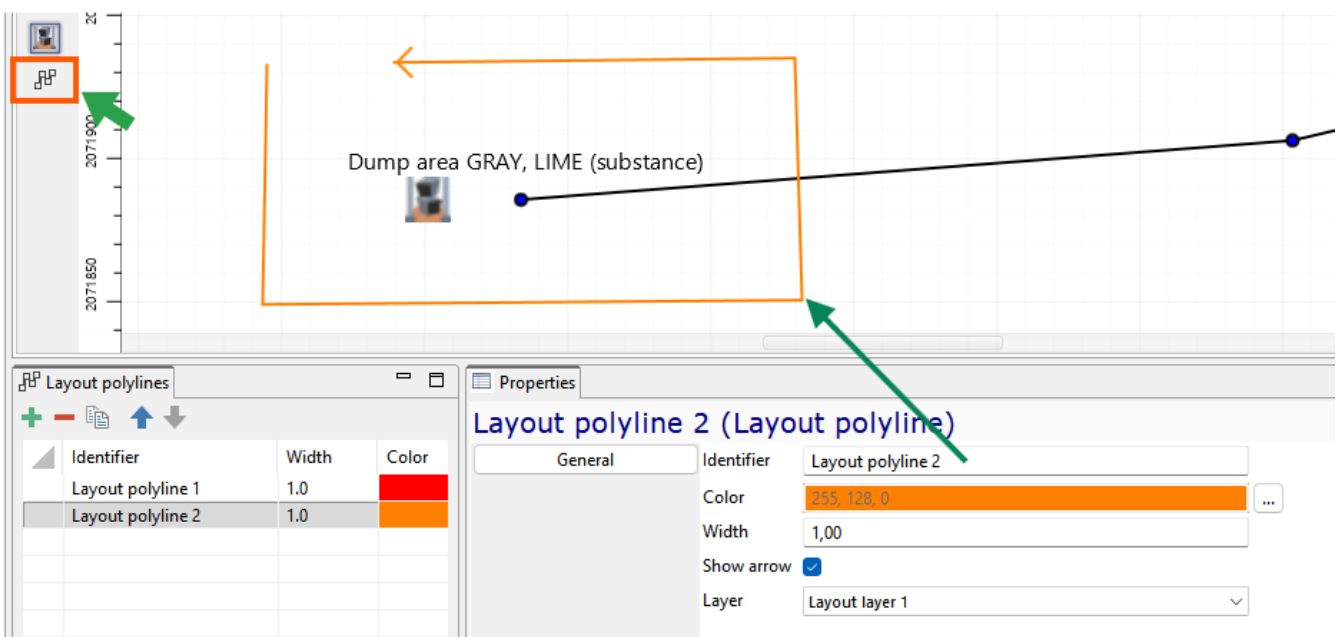 20
2071900
Dump area GRAY, LIME (substance)
2071850
Layout polylines
Identifier Width Color
Layout polyline 1 1.0
Layout polyline 2 1.0
Properties
Layout polyline 2 (Layout polyline)
General
Identifier Layout polyline 2
Color 255, 128, 0 ...
Width 1,00
Show arrow
Layer Layout layer 1